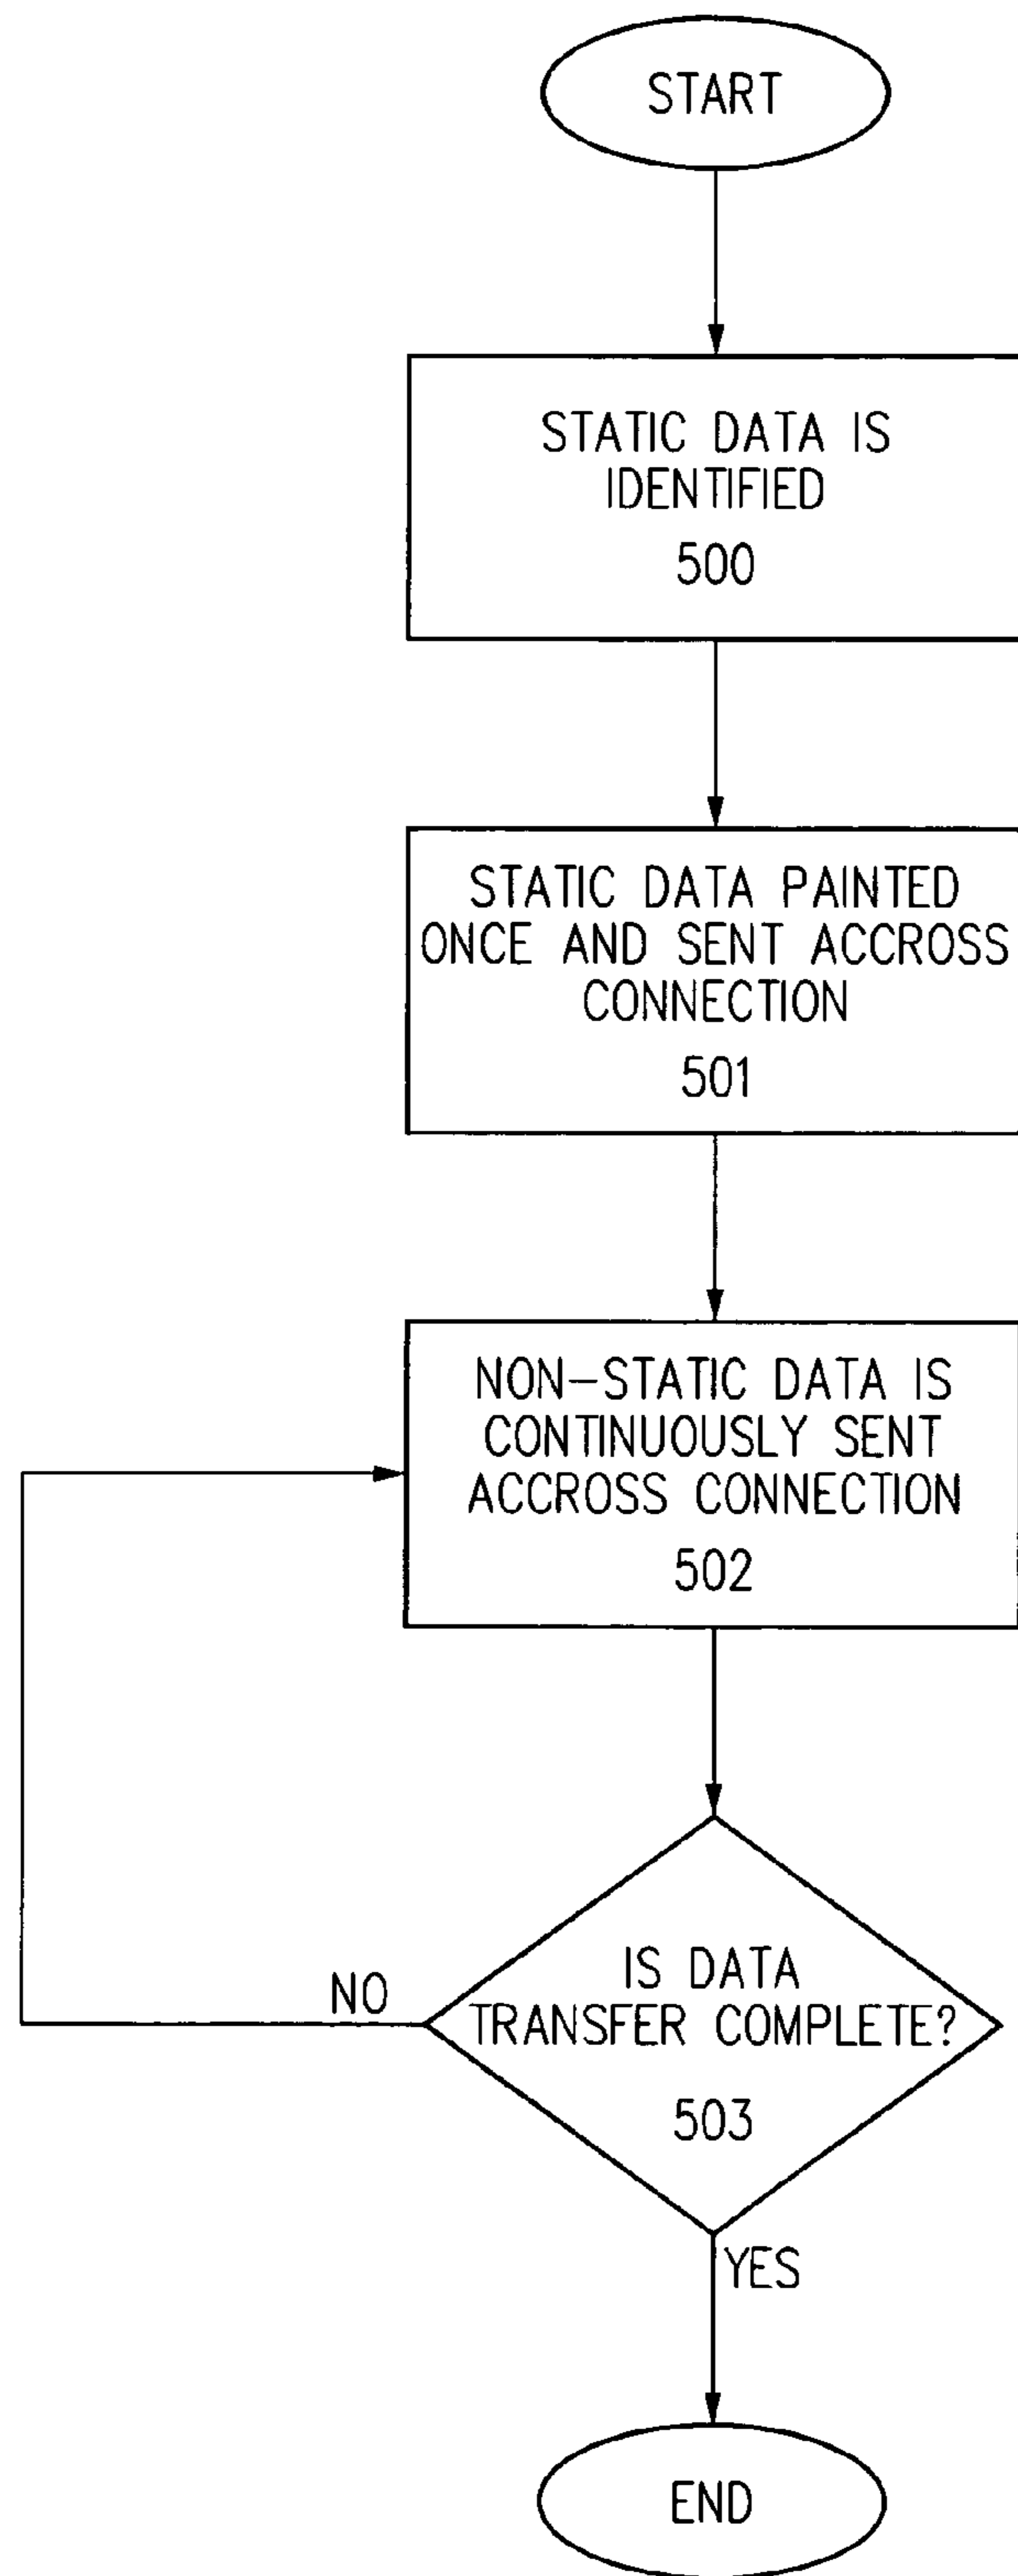 START
STATIC DATA IS
IDENTIFIED
500
STATIC DATA PAINTED
ONCE AND SENT ACCROSS
CONNECTION
501
NON-STATIC DATA IS
CONTINUOUSLY SENT
ACCROSS CONNECTION
502
IS DATA
TRANSFER COMPLETE?
503
NO
YES
END